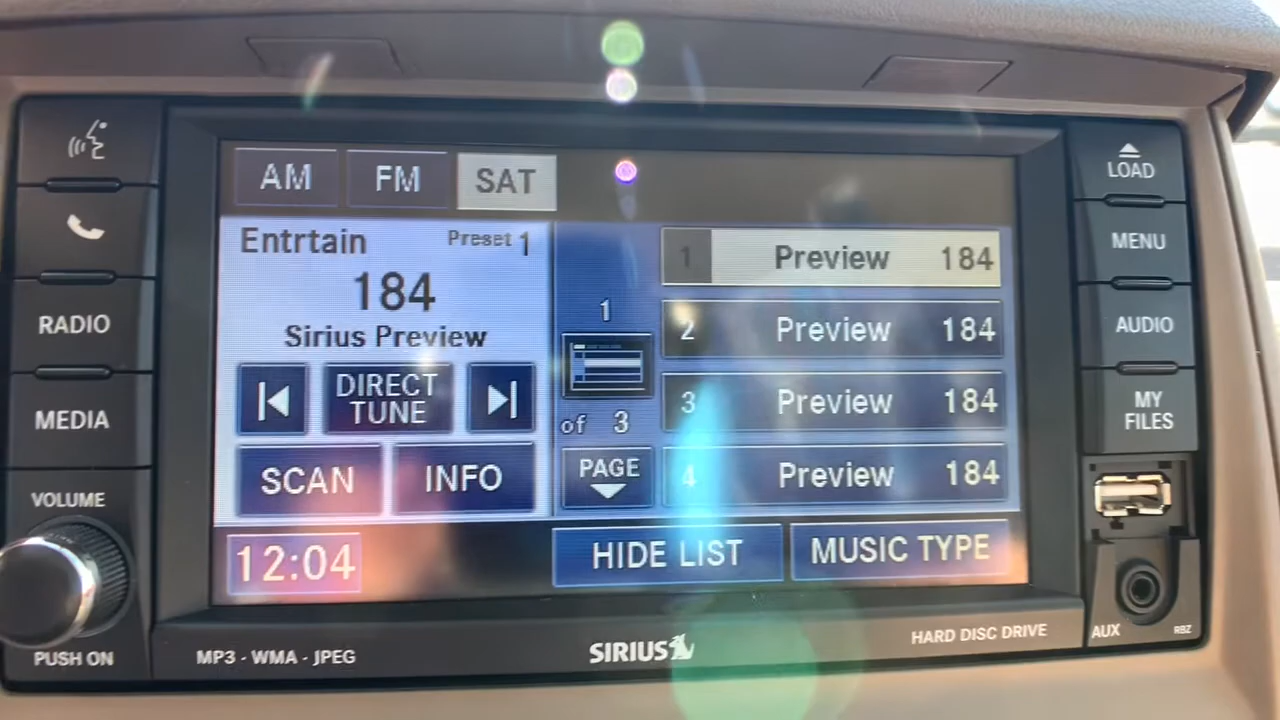 AM FM SAT
LOAD
MENU
AUDIO
MY
FILES
RADIO
MEDIA
VOLUME
PUSH ON
Entrtain Preset 1
184
Sirius Preview
DIRECT
TUNE
SCAN INFO
1
of 3
PAGE
1 Preview 184
2 Preview 184
3 Preview 184
4 Preview 184
12:04
HIDE LIST
MUSIC TYPE
MP3 - WMA - JPEG
SIRIUS
HARD DISC DRIVE
AUX
RBZ